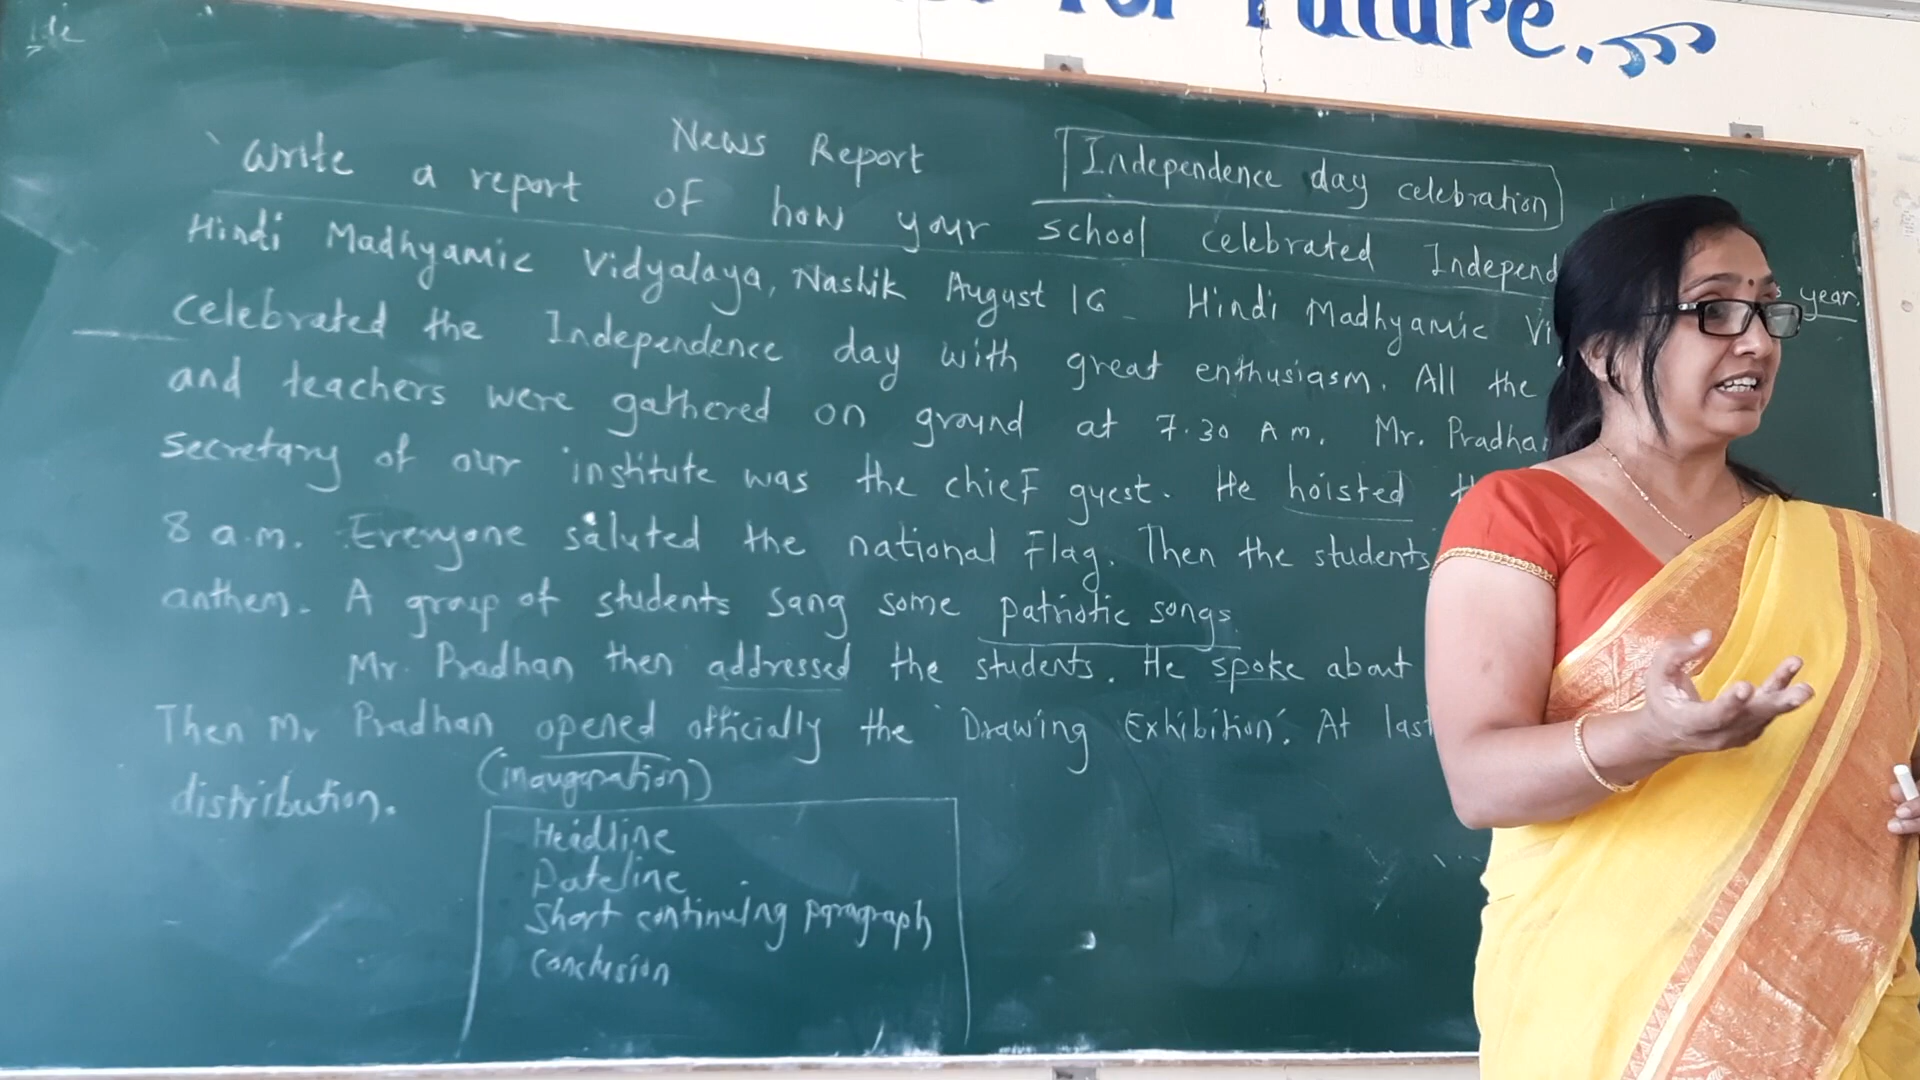 for Future.
News Report
Independence day celebration
Write a report of how your school celebrated Independ year.
Hindi Madhyamic Vidyalaya, Nashik August 16 Hindi Madhyamic Vi
celebrated the Independence day with great enthusiasm. All the
and teachers were gathered on ground at 7.30 A.m. Mr. Pradhan
secretary of our institute was the chief guest. He hoisted
8 a.m. Everyone saluted the national Flag. Then the students
anthem. A group of students sang some patriotic songs.
Mr. Pradhan then addressed the students. He spoke about
Then Mr Pradhan opened officially the 'Drawing Exhibition'. At last
(inauguration)
distribution.
Headline
Dateline
Short continuing paragraph
Conclusion